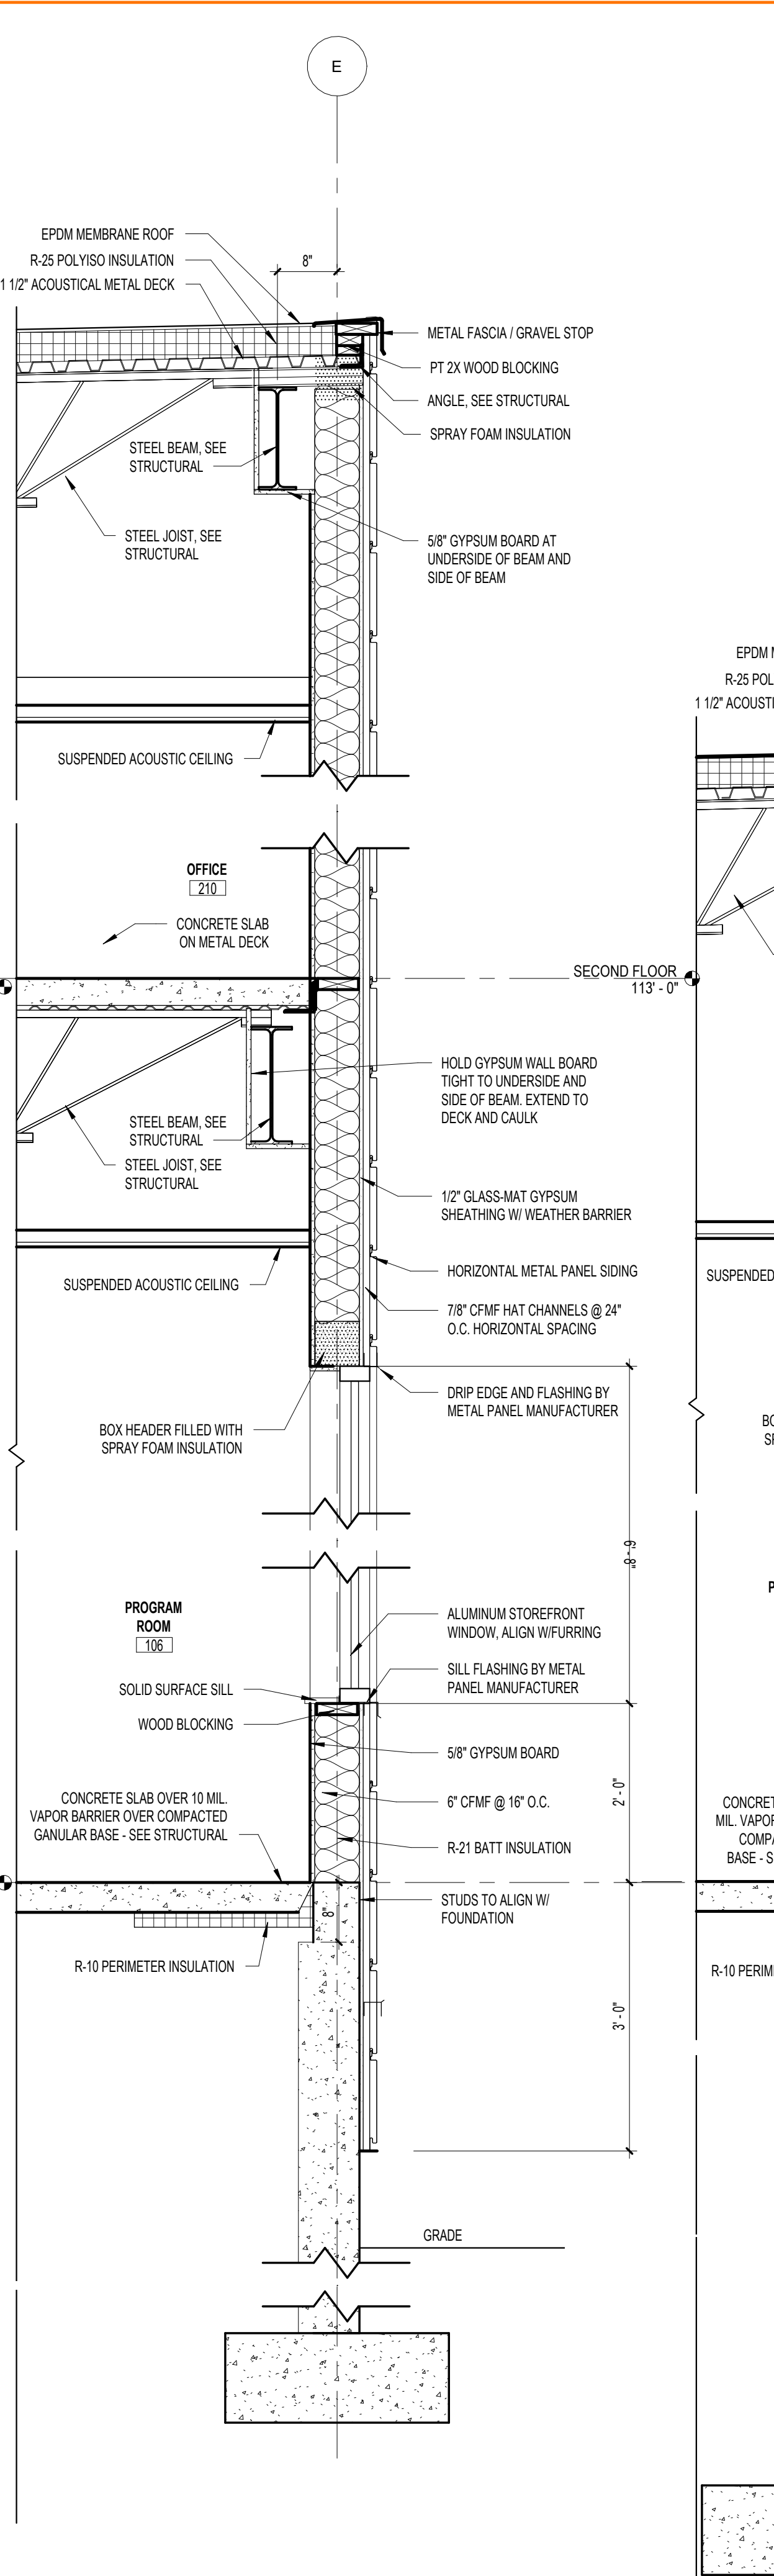 E
EPDM MEMBRANE ROOF
R-25 POLYISO INSULATION
1 1/2" ACOUSTICAL METAL DECK
8"
METAL FASCIA / GRAVEL STOP
PT 2X WOOD BLOCKING
ANGLE, SEE STRUCTURAL
SPRAY FOAM INSULATION
STEEL BEAM, SEE
STRUCTURAL
STEEL JOIST, SEE
STRUCTURAL
5/8" GYPSUM BOARD AT
UNDERSIDE OF BEAM AND
SIDE OF BEAM
SUSPENDED ACOUSTIC CEILING
OFFICE
210
CONCRETE SLAB
ON METAL DECK
SECOND FLOOR
113' - 0"
HOLD GYPSUM WALL BOARD
TIGHT TO UNDERSIDE AND
SIDE OF BEAM. EXTEND TO
DECK AND CAULK
STEEL BEAM, SEE
STRUCTURAL
STEEL JOIST, SEE
STRUCTURAL
1/2" GLASS-MAT GYPSUM
SHEATHING W/ WEATHER BARRIER
HORIZONTAL METAL PANEL SIDING
SUSPENDED ACOUSTIC CEILING
7/8" CFMF HAT CHANNELS @ 24"
O.C. HORIZONTAL SPACING
DRIP EDGE AND FLASHING BY
METAL PANEL MANUFACTURER
BOX HEADER FILLED WITH
SPRAY FOAM INSULATION
PROGRAM
ROOM
106
ALUMINUM STOREFRONT
WINDOW, ALIGN W/FURRING
SOLID SURFACE SILL
SILL FLASHING BY METAL
PANEL MANUFACTURER
WOOD BLOCKING
5/8" GYPSUM BOARD
CONCRETE SLAB OVER 10 MIL.
VAPOR BARRIER OVER COMPACTED
GANULAR BASE - SEE STRUCTURAL
6" CFMF @ 16" O.C.
2' - 0"
R-21 BATT INSULATION
8"
STUDS TO ALIGN W/
FOUNDATION
R-10 PERIMETER INSULATION
3' - 0"
GRADE
EPDM
R-25 POL
1 1/2" ACOUSTI
SUSPENDED
BO
SP
P
CONCRET
MIL. VAPOR
COMPA
BASE - S
R-10 PERIM